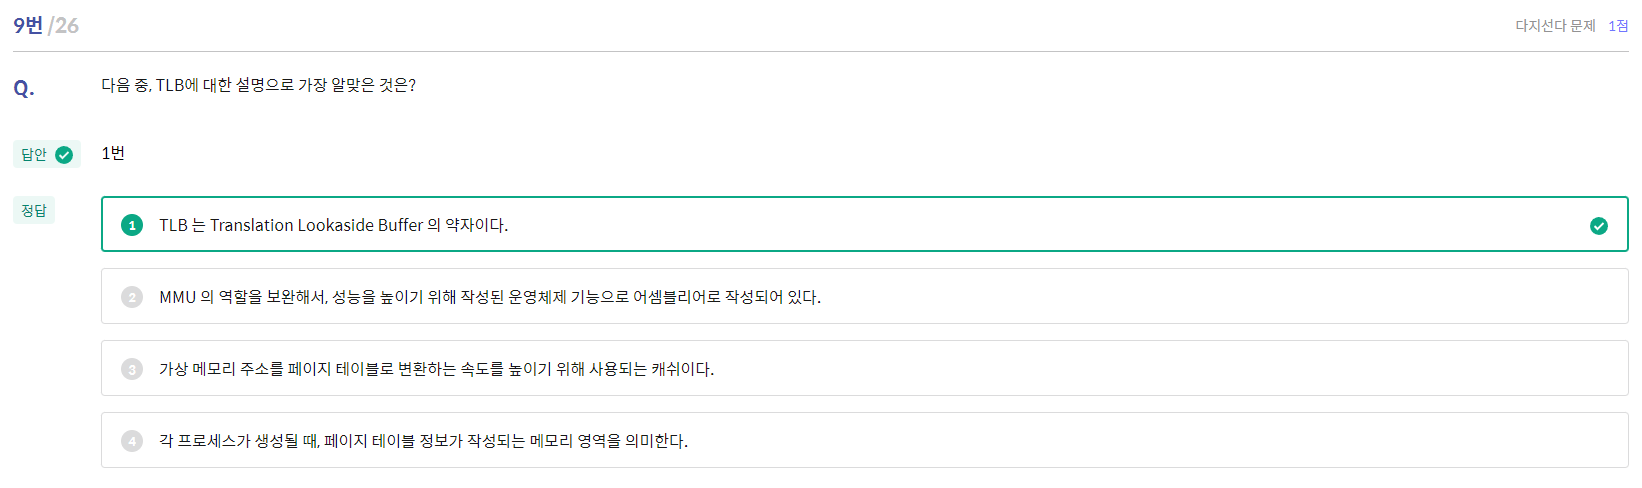 9번 /26
다지선다 문제 1점
Q. 다음 중, TLB에 대한 설명으로 가장 알맞은 것은?
답안 1번
정답
1 TLB 는 Translation Lookaside Buffer 의 약자이다.
2 MMU 의 역할을 보완해서, 성능을 높이기 위해 작성된 운영체제 기능으로 어셈블리어로 작성되어 있다.
3 가상 메모리 주소를 페이지 테이블로 변환하는 속도를 높이기 위해 사용되는 캐쉬이다.
4 각 프로세스가 생성될 때, 페이지 테이블 정보가 작성되는 메모리 영역을 의미한다.